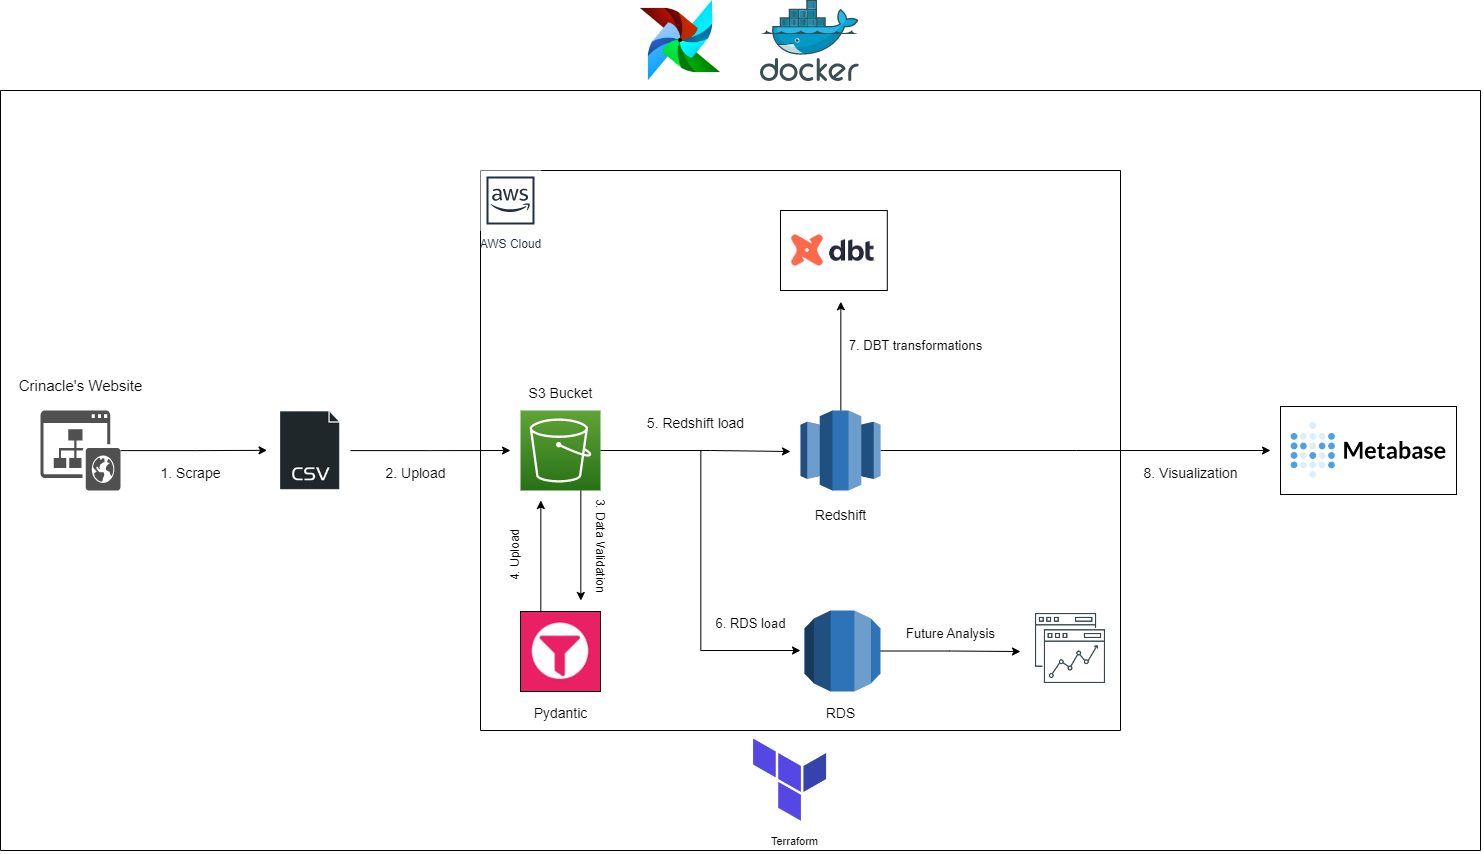 docker
aws
AWS Cloud
dbt
7. DBT transformations
Crinacle's Website
S3 Bucket
5. Redshift load
CSV
Metabase
1. Scrape
2. Upload
8. Visualization
Redshift
3. Data Validation
4. Upload
6. RDS load
Future Analysis
Pydantic
RDS
Terraform